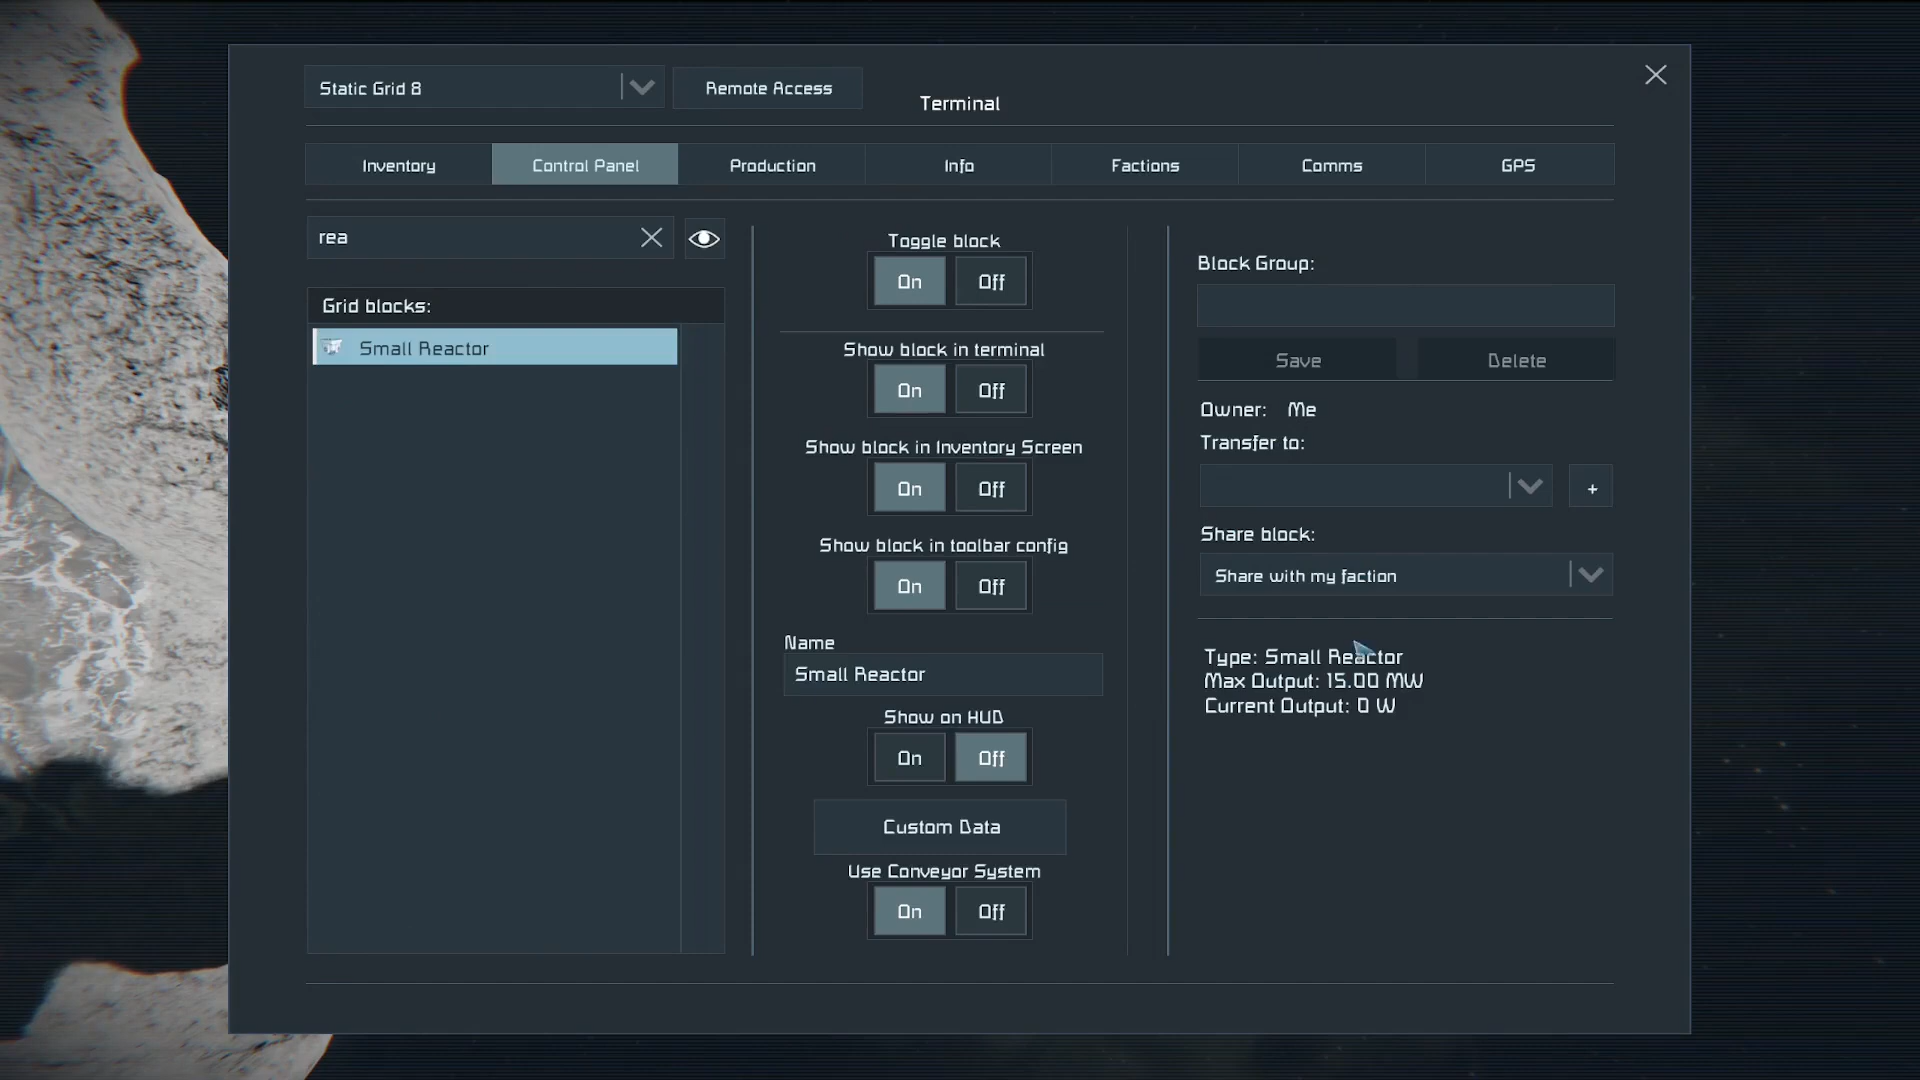 Static Grid 8
Remote Access
Terminal
Inventory
Control Panel
Production
Info
Factions
Comms
GPS
rea
Grid blocks:
Small Reactor
Toggle block
On
Off
Show block in terminal
On
Off
Show block in Inventory Screen
On
Off
Show block in toolbar config
On
Off
Name
Small Reactor
Show on HUD
On
Off
Custom Data
Use Conveyor System
On
Off
Block Group:
Save
Delete
Owner: Me
Transfer to:
+
Share block:
Share with my faction
Type: Small Reactor
Max Output: 15.00 MW
Current Output: 0 W